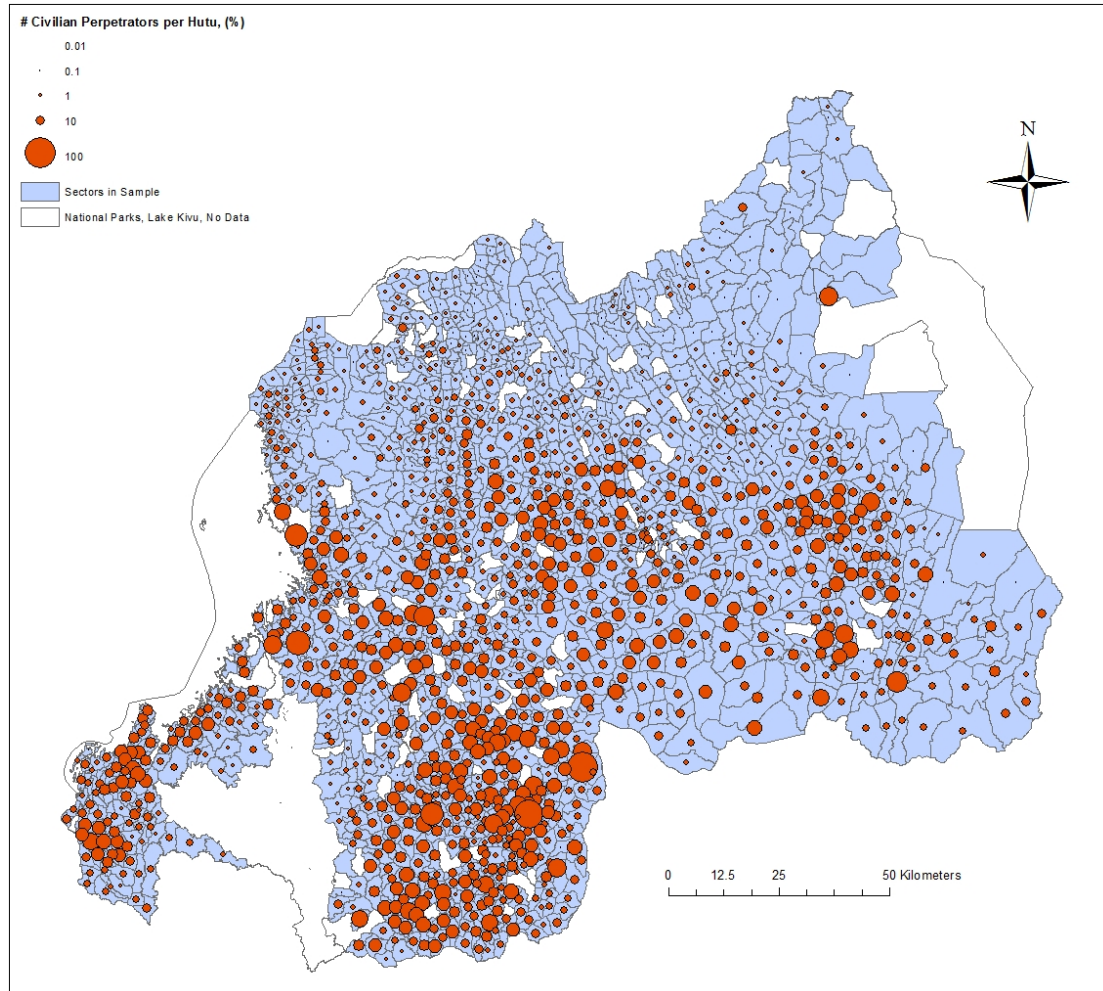 # Civilian Perpetrators per Hutu, (%)
0.01
0.1
1
10
100
Sectors in Sample
National Parks, Lake Kivu, No Data
N
0 12.5 25 50 Kilometers